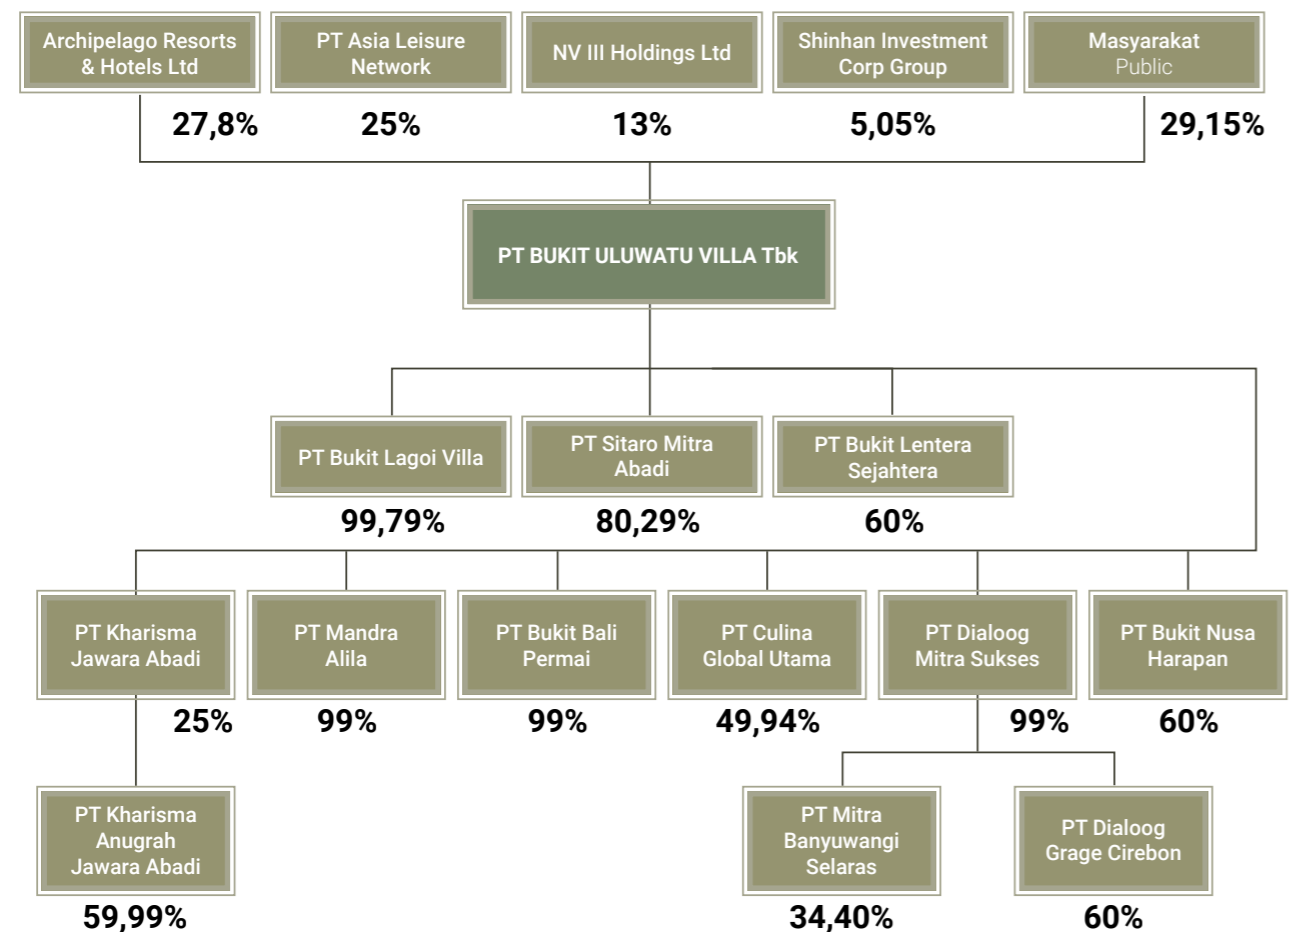 Archipelago Resorts
& Hotels Ltd
PT Asia Leisure
Network
NV III Holdings Ltd
Shinhan Investment
Corp Group
Masyarakat
Public
27,8%
25%
13%
5,05%
29,15%
PT BUKIT ULUWATU VILLA Tbk
PT Bukit Lagoi Villa
PT Sitaro Mitra
Abadi
PT Bukit Lentera
Sejahtera
99,79%
80,29%
60%
PT Kharisma
Jawara Abadi
PT Mandra
Alila
PT Bukit Bali
Permai
PT Culina
Global Utama
PT Dialoog
Mitra Sukses
PT Bukit Nusa
Harapan
25%
99%
99%
49,94%
99%
60%
PT Kharisma
Anugrah
Jawara Abadi
PT Mitra
Banyuwangi
Selaras
PT Dialoog
Grage Cirebon
59,99%
34,40%
60%